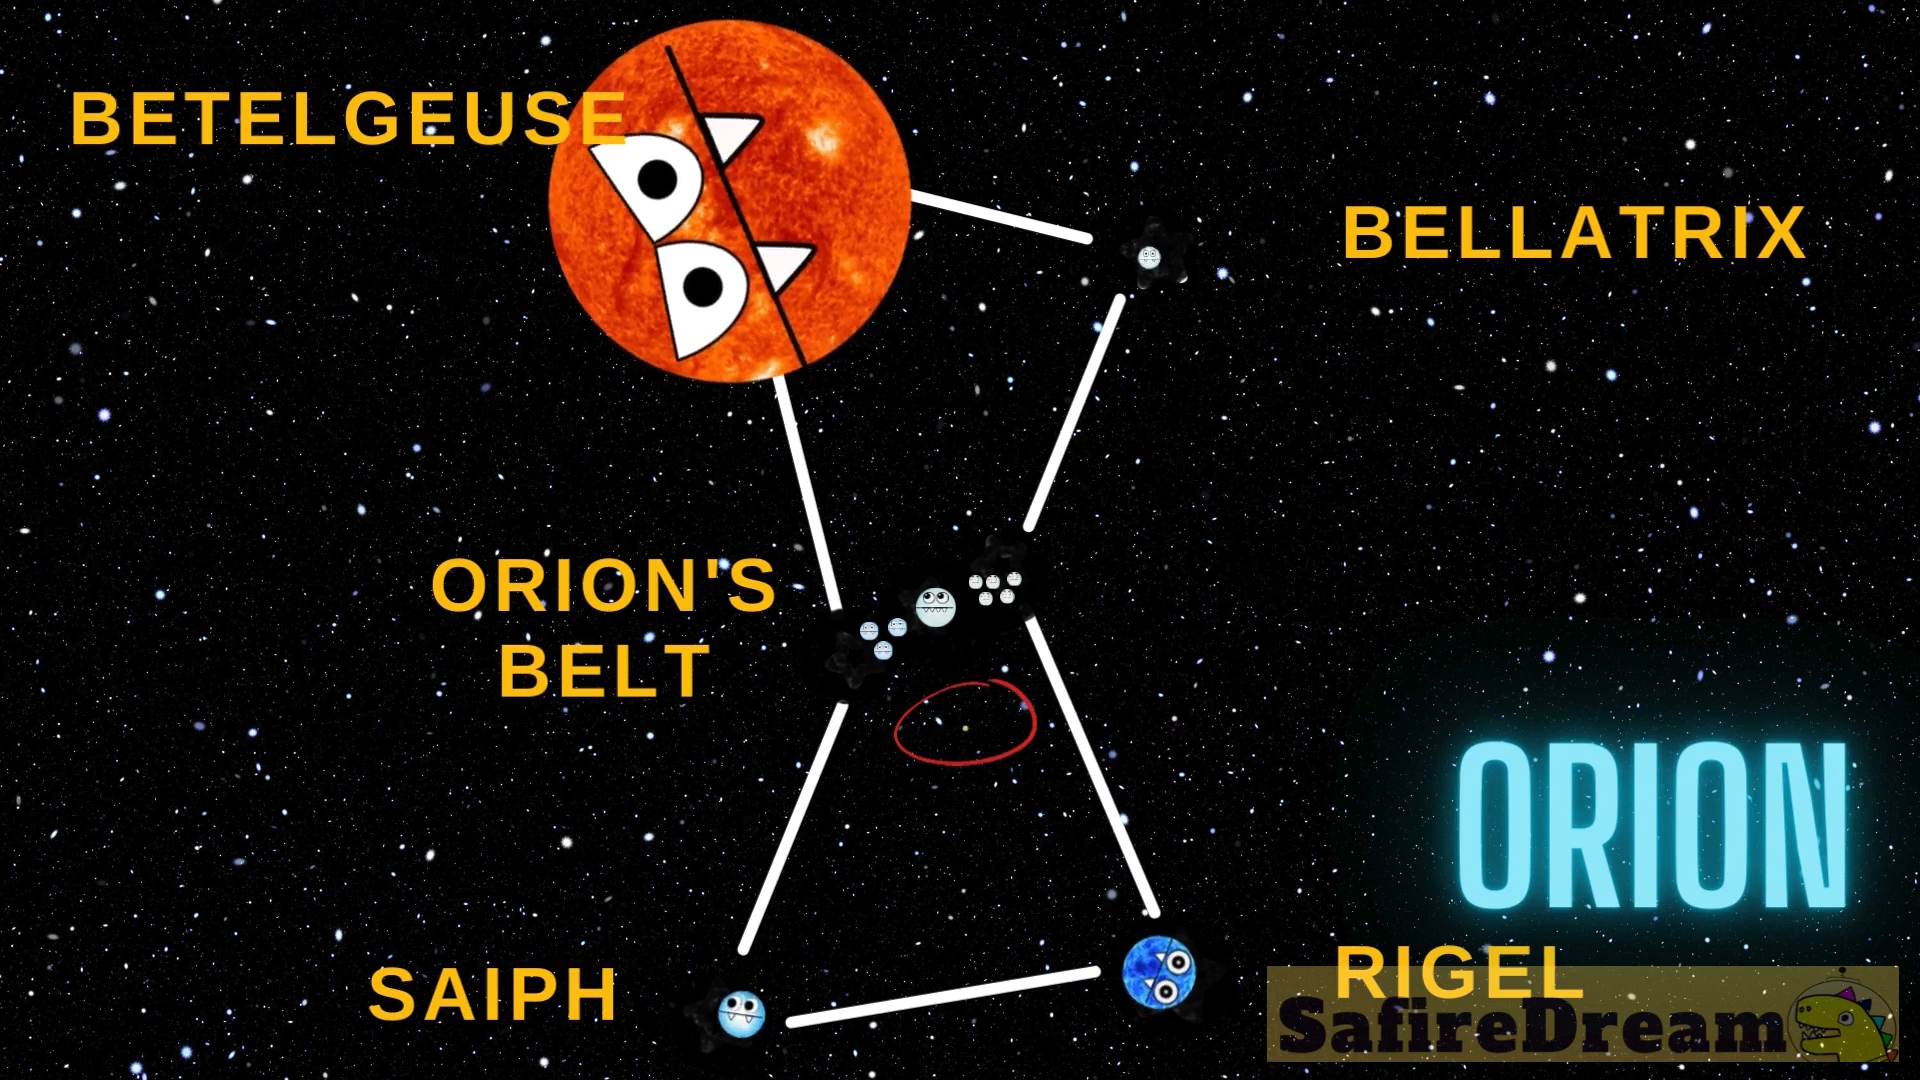 BETELGEUSE
BELLATRIX
ORION'S
BELT
ORION
SAIPH
RIGEL
SafireDream